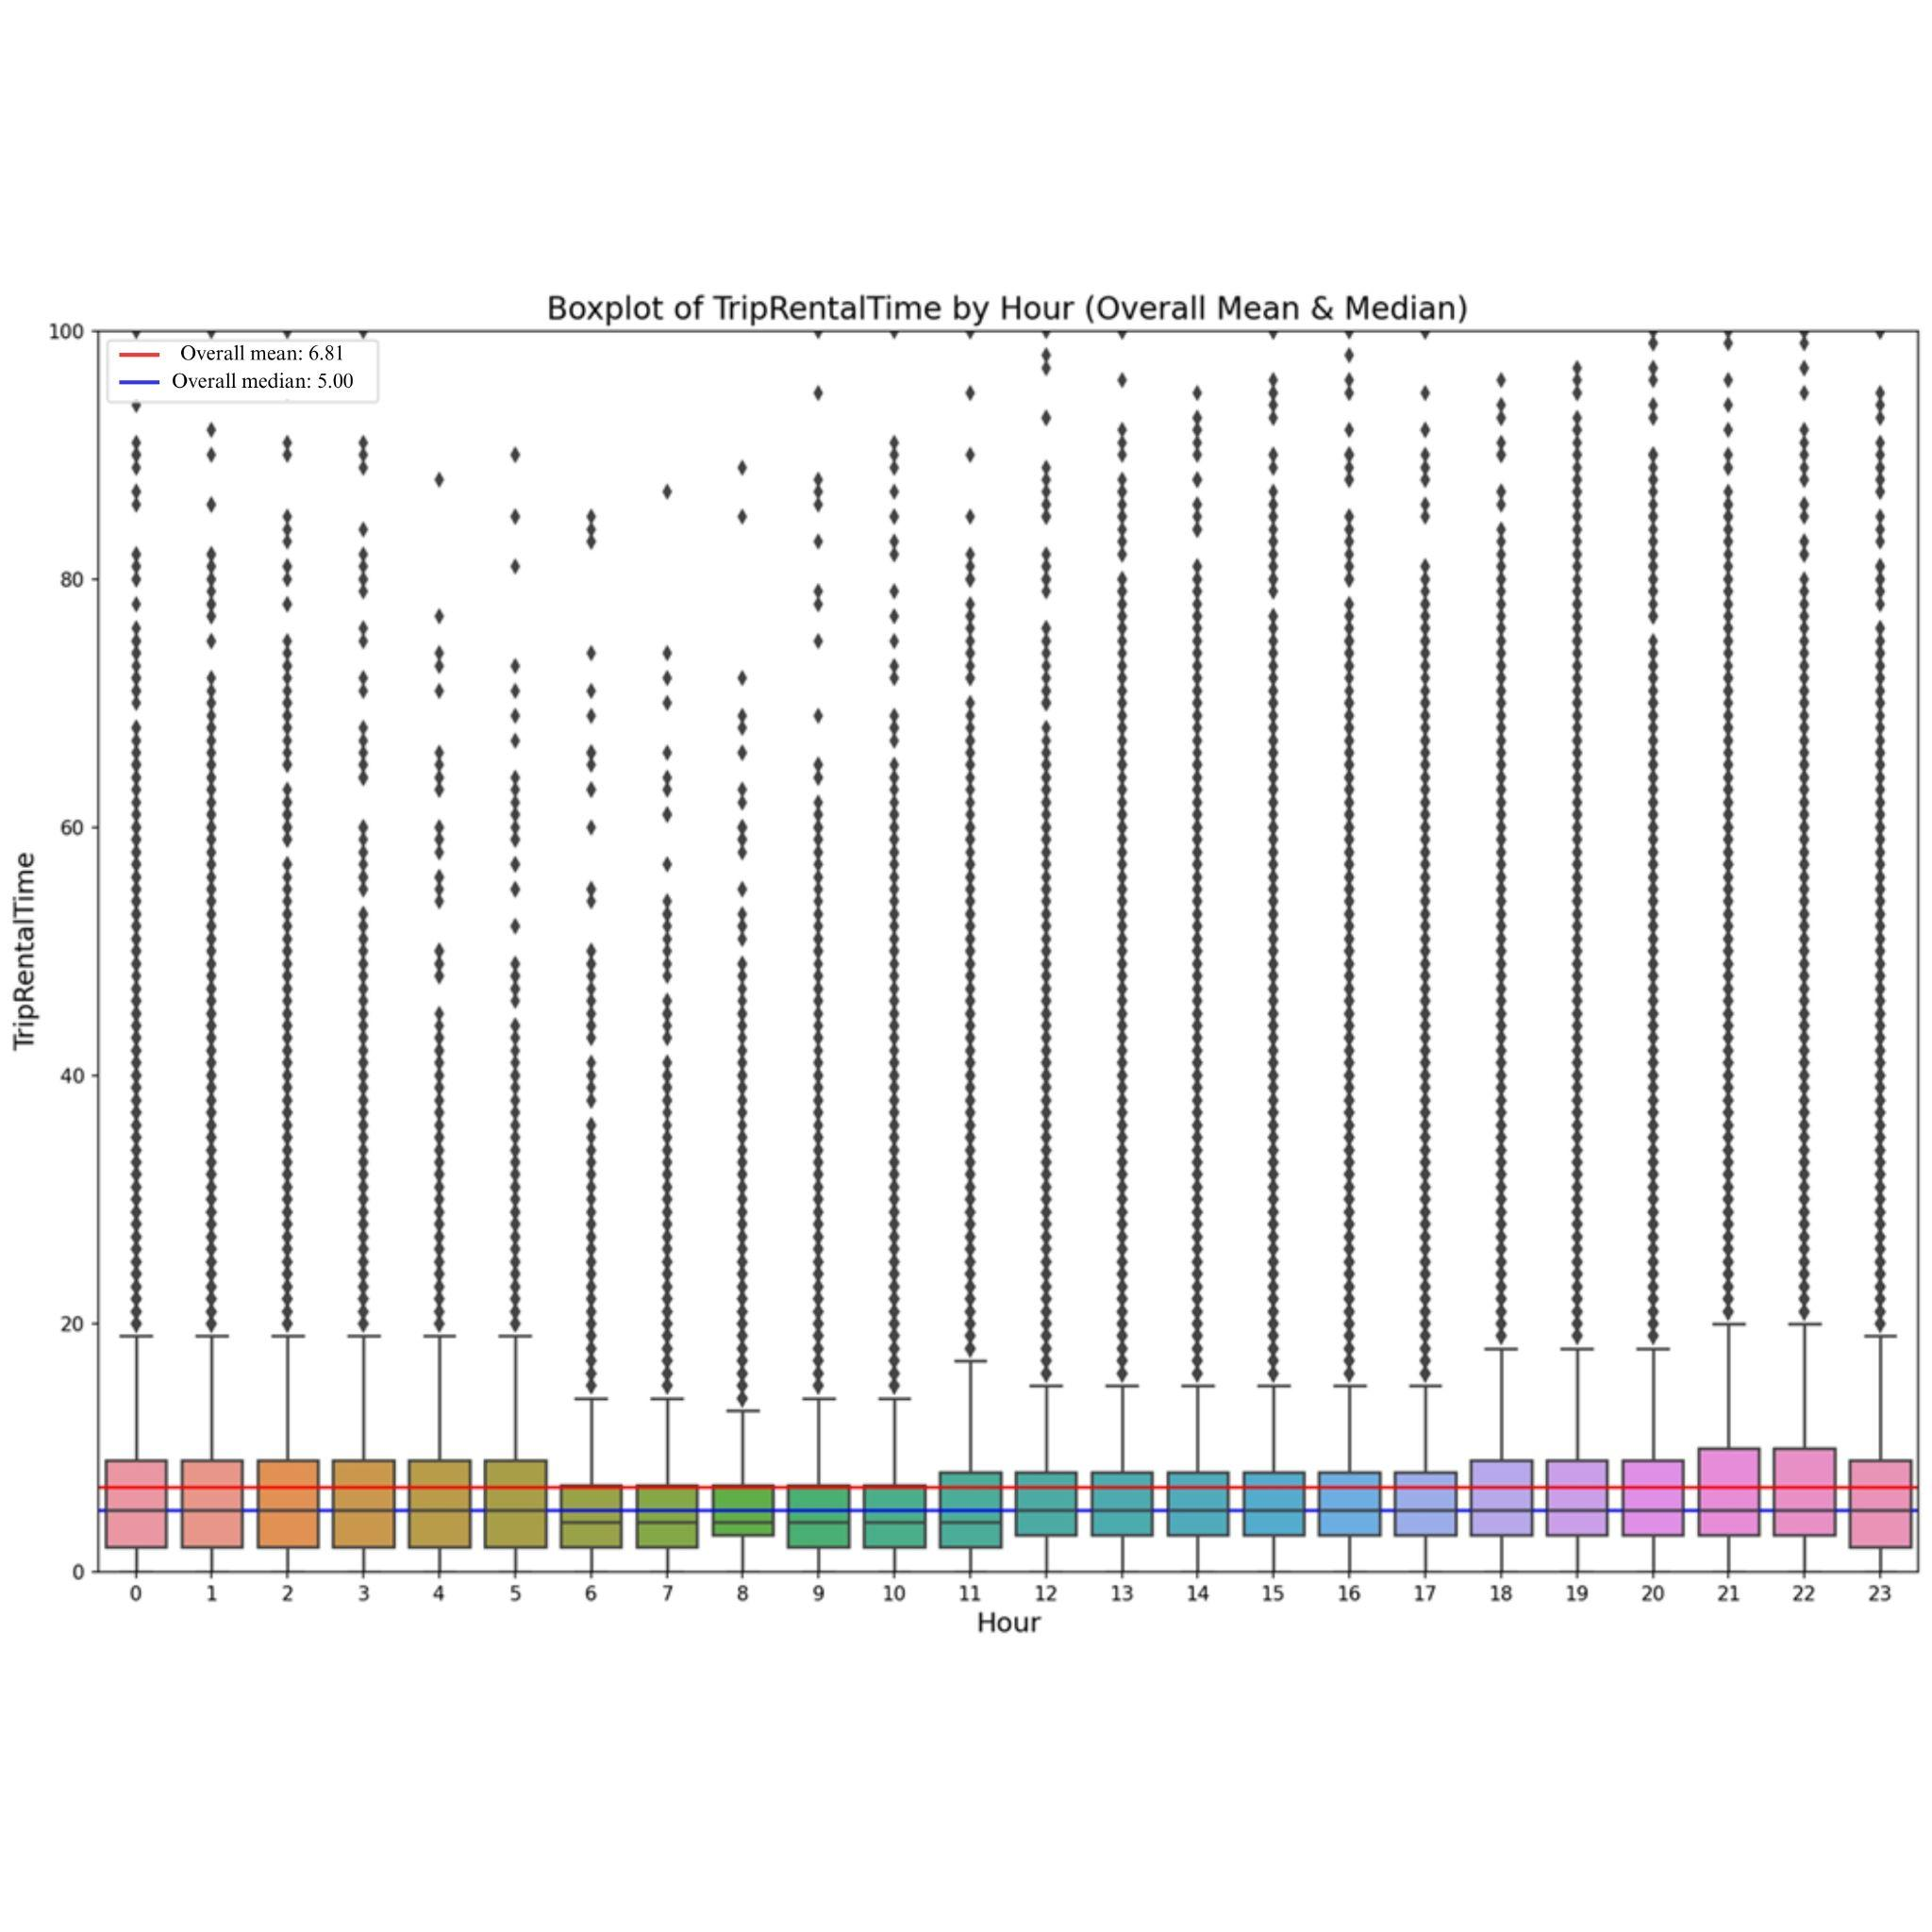 Boxplot of TripRentalTime by Hour (Overall Mean & Median)
Overall mean: 6.81
Overall median: 5.00
TripRentalTime
100
80
60
40
20
0
0 1 2 3 4 5 6 7 8 9 10 11 12 13 14 15 16 17 18 19 20 21 22 23
Hour